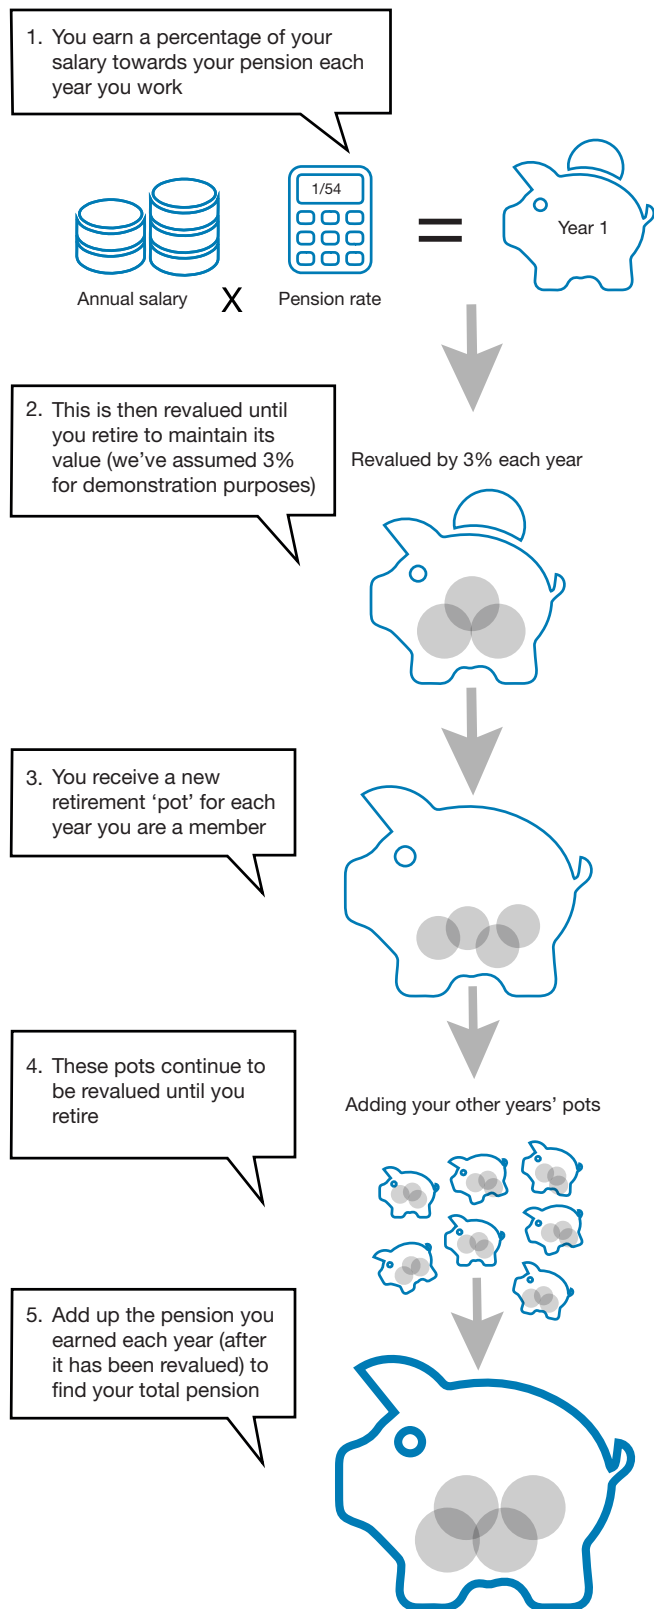 1. You earn a percentage of your
salary towards your pension each
year you work
1/54
Year 1
Annual salary X Pension rate
=
2. This is then revalued until
you retire to maintain its
value (we've assumed 3%
for demonstration purposes)
Revalued by 3% each year
3. You receive a new
retirement ‘pot’ for each
year you are a member
4. These pots continue to
be revalued until you
retire
Adding your other years’ pots
5. Add up the pension you
earned each year (after
it has been revalued) to
find your total pension